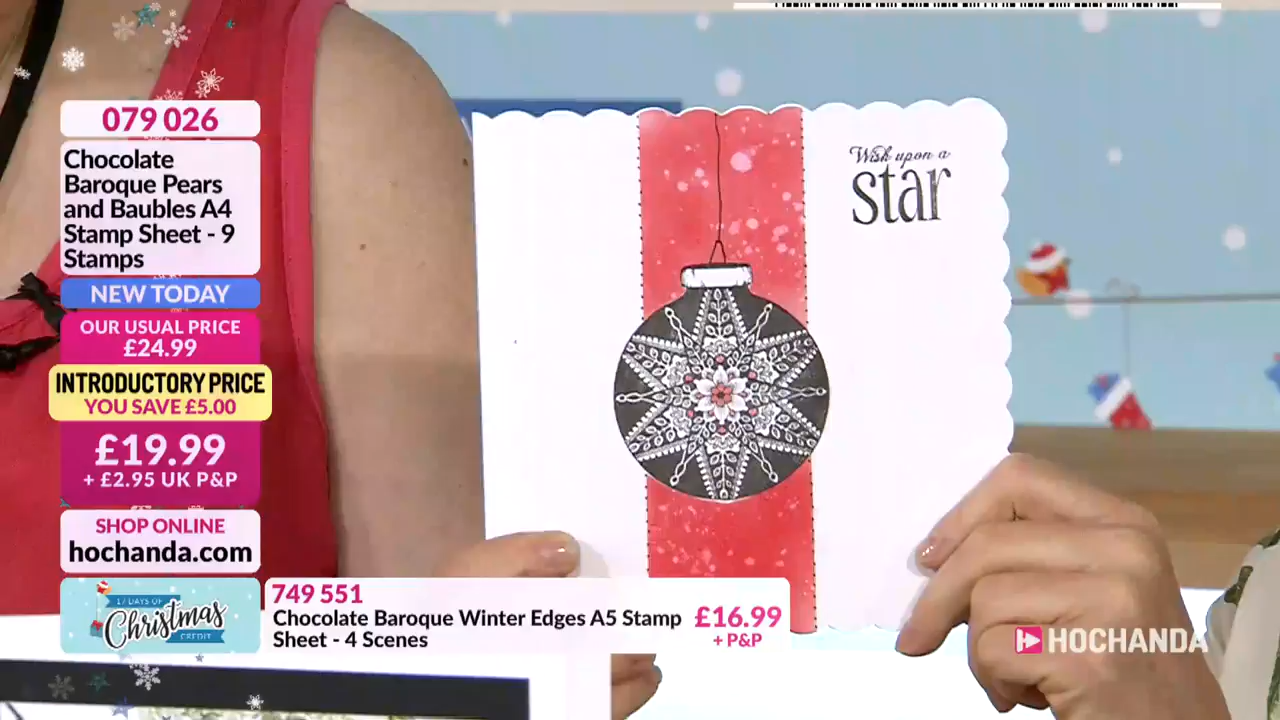 079 026
Chocolate
Baroque Pears
and Baubles A4
Stamp Sheet - 9
Stamps
NEW TODAY
OUR USUAL PRICE
£24.99
INTRODUCTORY PRICE
YOU SAVE £5.00
£19.99
+ £2.95 UK P&P
SHOP ONLINE
hochanda.com
17 DAYS OF
Christmas
CREDIT
749 551
Chocolate Baroque Winter Edges A5 Stamp
Sheet - 4 Scenes
£16.99
+ P&P
Wish upon a
star
HOCHANDA